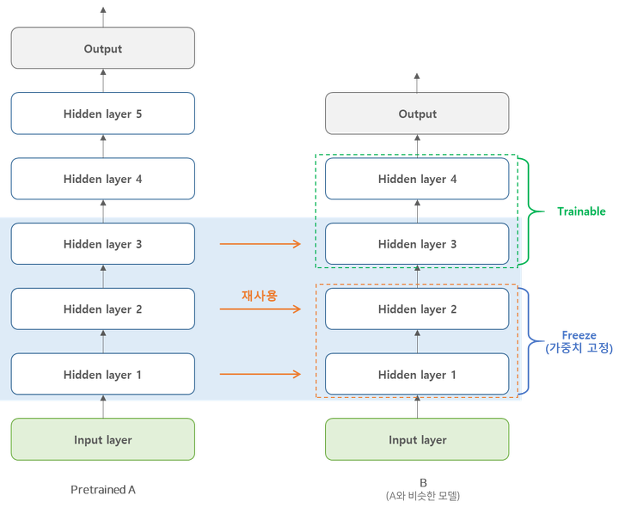 Output
Hidden layer 5
Hidden layer 4
Hidden layer 3
Hidden layer 2
Hidden layer 1
Input layer
Pretrained A
재사용
Output
Hidden layer 4
Hidden layer 3
Hidden layer 2
Hidden layer 1
Input layer
B
(A와 비슷한 모델)
Trainable
Freeze
(가중치 고정)